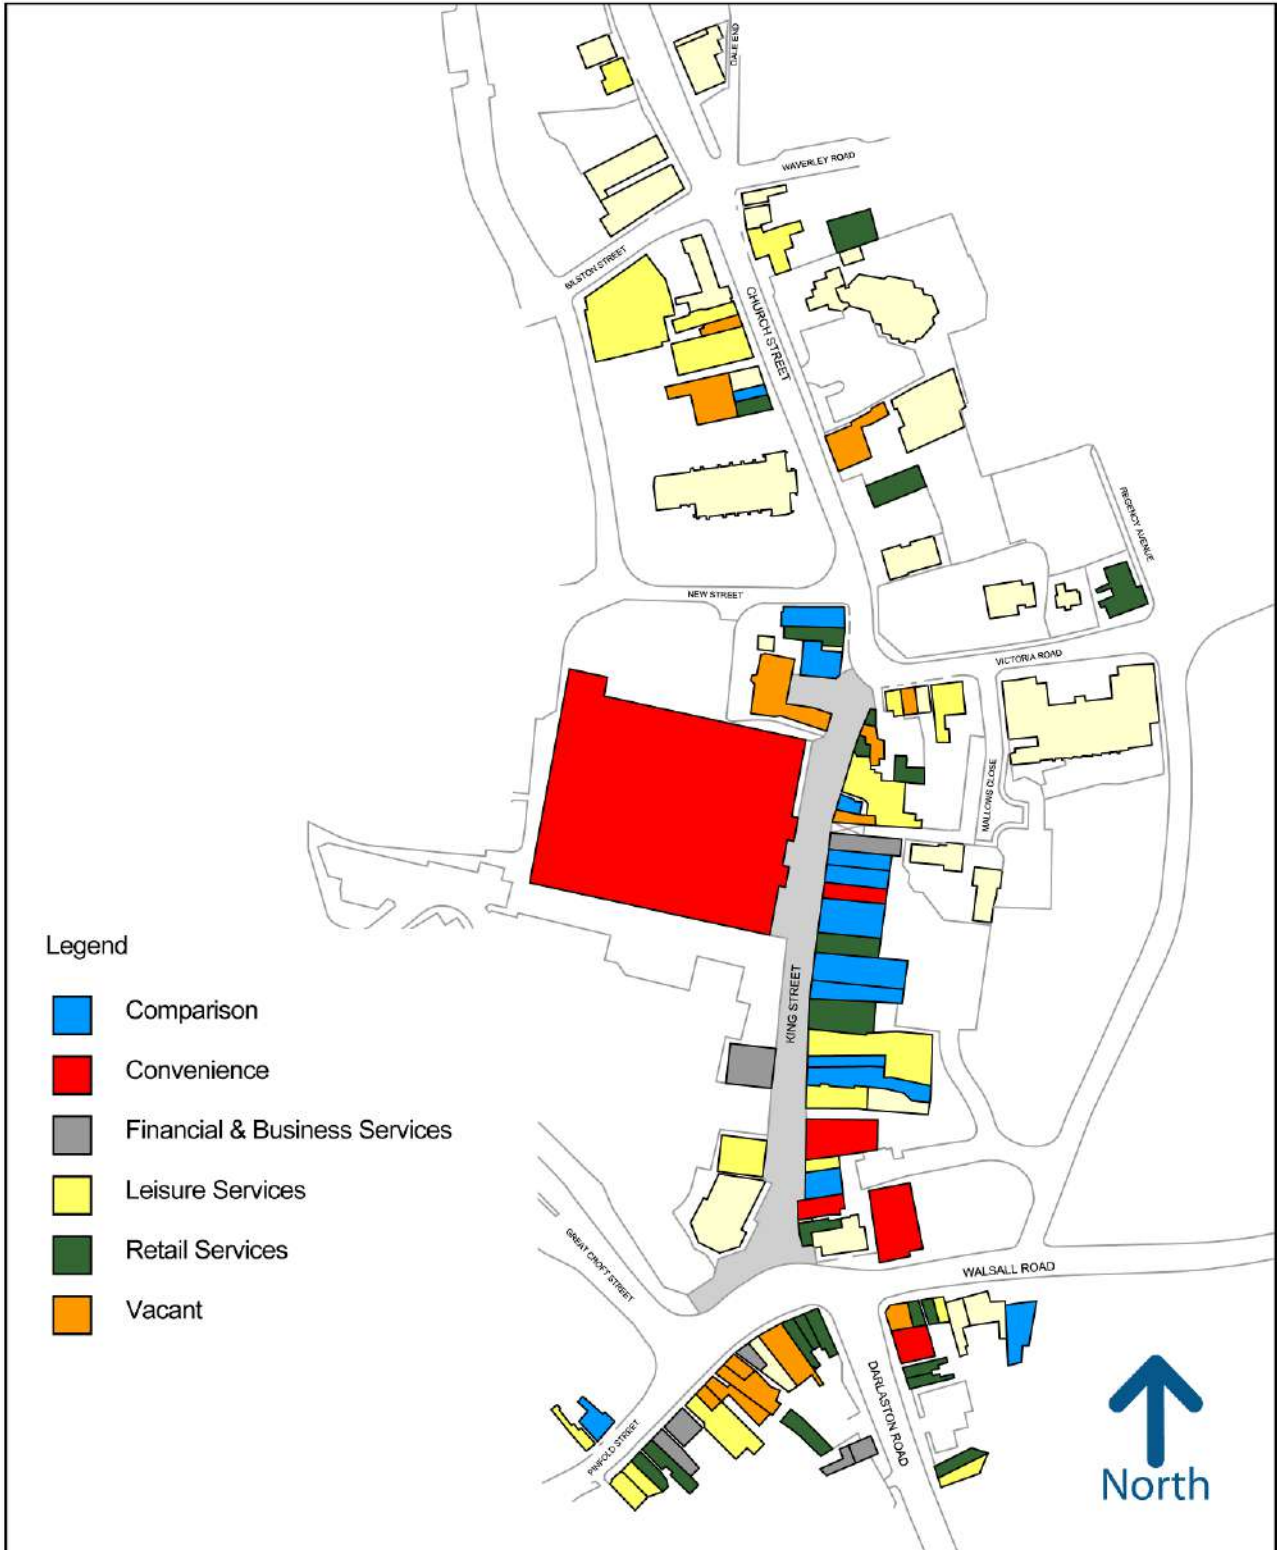 DALE END
WAVERLEY ROAD
BILSTON STREET
CHURCH STREET
REGENCY AVENUE
NEW STREET
VICTORIA ROAD
MALLOWS CLOSE
KING STREET
Legend
Comparison
Convenience
Financial & Business Services
Leisure Services
Retail Services
Vacant
GREAT CROFT STREET
WALSALL ROAD
DARLASTON ROAD
PINFOLD STREET
North